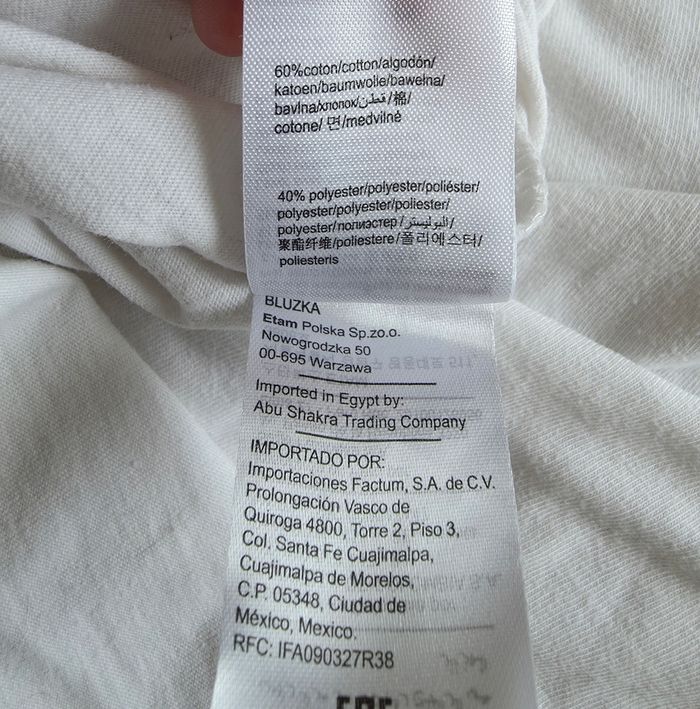 60%coton/cotton/algodón/
katoen/baumwolle/bawełna/
bavlna/хлопок/قطن/棉/
cotone/ 면/medvilnė
40% polyester/polyester/poliéster/
polyester/polyester/poliester/
polyester/полиэстер/البوليستر/
聚酯纤维/poliestere/폴리에스터/
poliesteris
BLUZKA
Etam Polska Sp.zo.o.
Nowogrodzka 50
00-695 Warzawa
Imported in Egypt by:
Abu Shakra Trading Company
IMPORTADO POR:
Importaciones Factum, S.A. de C.V.
Prolongación Vasco de
Quiroga 4800, Torre 2, Piso 3,
Col. Santa Fe Cuajimalpa,
Cuajimalpa de Morelos,
C.P. 05348, Ciudad de
México, Mexico.
RFC: IFA090327R38